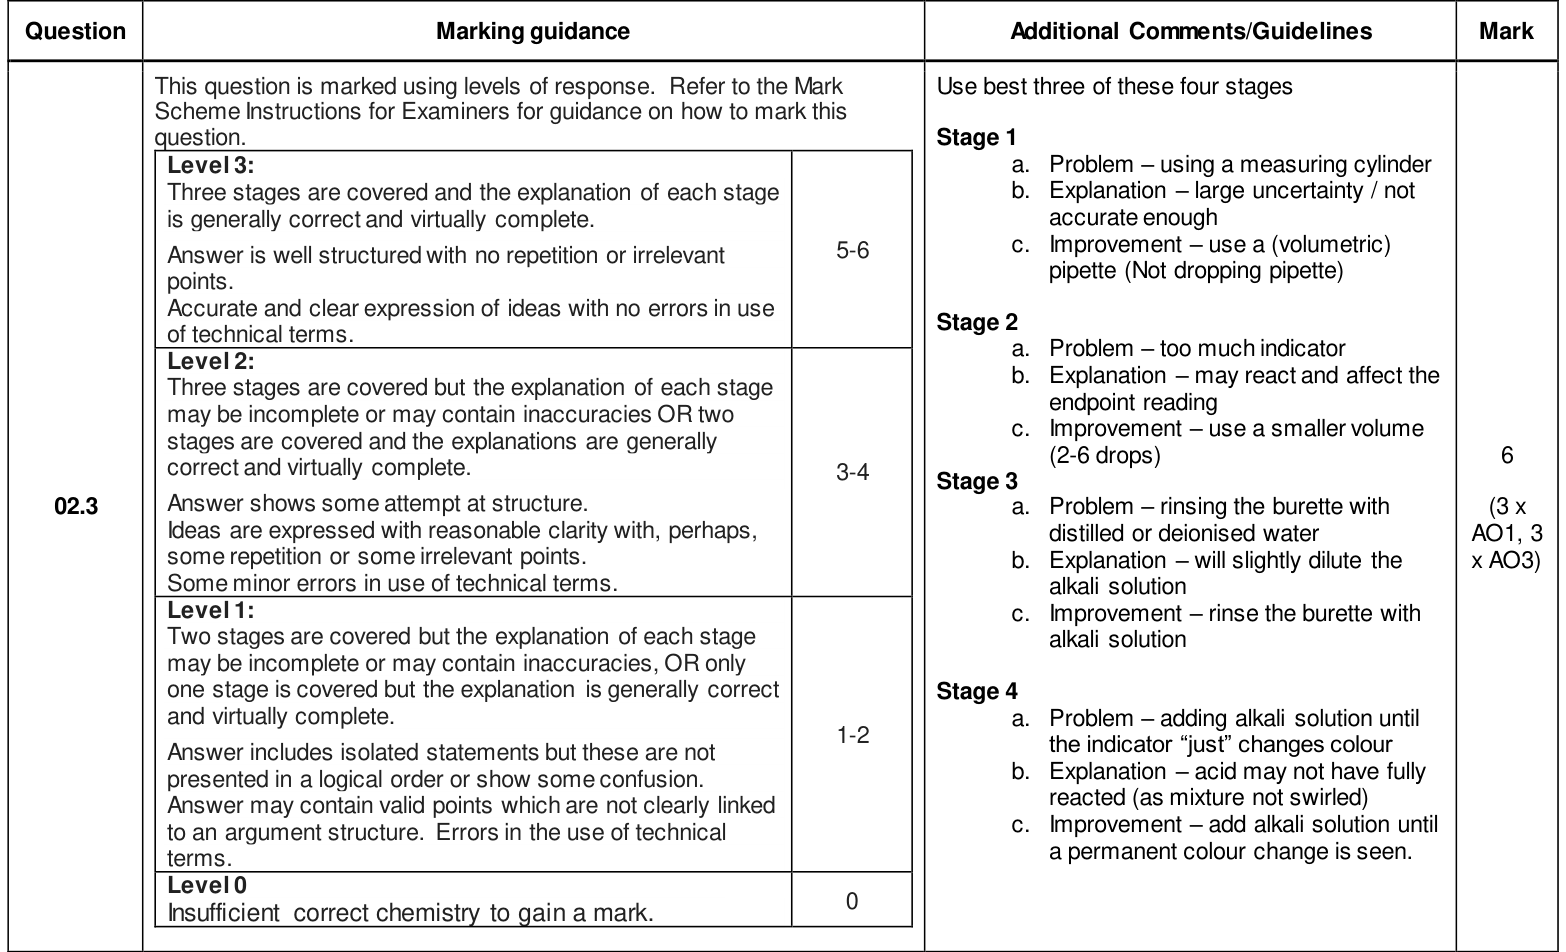 Question
Marking guidance
Additional Comments/Guidelines
Mark
02.3
This question is marked using levels of response. Refer to the Mark
Scheme Instructions for Examiners for guidance on how to mark this
question.
Level 3:
Three stages are covered and the explanation of each stage
is generally correct and virtually complete.
Answer is well structured with no repetition or irrelevant
points.
Accurate and clear expression of ideas with no errors in use
of technical terms.
5-6
Level 2:
Three stages are covered but the explanation of each stage
may be incomplete or may contain inaccuracies OR two
stages are covered and the explanations are generally
correct and virtually complete.
Answer shows some attempt at structure.
Ideas are expressed with reasonable clarity with, perhaps,
some repetition or some irrelevant points.
Some minor errors in use of technical terms.
3-4
Level 1:
Two stages are covered but the explanation of each stage
may be incomplete or may contain inaccuracies, OR only
one stage is covered but the explanation is generally correct
and virtually complete.
Answer includes isolated statements but these are not
presented in a logical order or show some confusion.
Answer may contain valid points which are not clearly linked
to an argument structure. Errors in the use of technical
terms.
1-2
Level 0
Insufficient correct chemistry to gain a mark.
0
Use best three of these four stages
Stage 1
a. Problem – using a measuring cylinder
b. Explanation – large uncertainty / not
accurate enough
c. Improvement – use a (volumetric)
pipette (Not dropping pipette)
Stage 2
a. Problem – too much indicator
b. Explanation – may react and affect the
endpoint reading
c. Improvement – use a smaller volume
(2-6 drops)
Stage 3
a. Problem – rinsing the burette with
distilled or deionised water
b. Explanation – will slightly dilute the
alkali solution
c. Improvement – rinse the burette with
alkali solution
Stage 4
a. Problem – adding alkali solution until
the indicator “just” changes colour
b. Explanation – acid may not have fully
reacted (as mixture not swirled)
c. Improvement – add alkali solution until
a permanent colour change is seen.
6
(3 x
AO1, 3
x AO3)